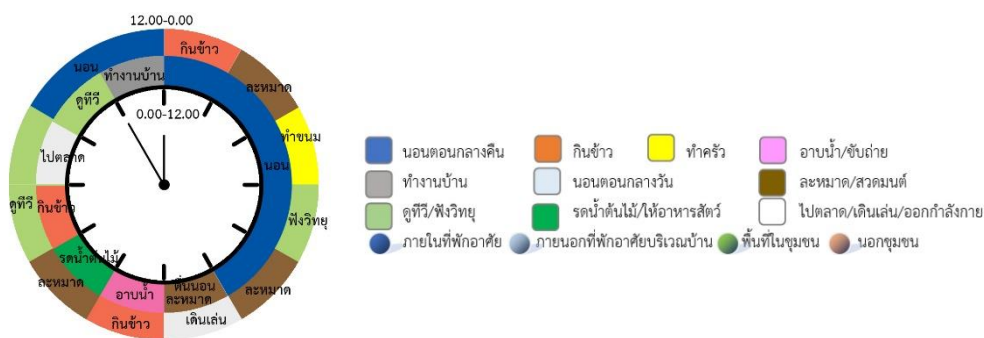 12.00-0.00
กินข้าว
นอน
ทำงานบ้าน
ละหมาด
ดูทีวี
0.00-12.00
ทำขนม
ไปตลาด
นอน
ดูทีวี
กินข้าว
ฟังวิทยุ
รดน้ำต้นไม้
ละหมาด
อาบน้ำ
ตื่นนอน
ละหมาด
ละหมาด
กินข้าว
เดินเล่น
นอนตอนกลางคืน
กินข้าว
ทำครัว
อาบน้ำ/ขับถ่าย
ทำงานบ้าน
นอนตอนกลางวัน
ละหมาด/สวดมนต์
ดูทีวี/ฟังวิทยุ
รดน้ำต้นไม้/ให้อาหารสัตว์
ไปตลาด/เดินเล่น/ออกกำลังกาย
ภายในที่พักอาศัย
ภายนอกที่พักอาศัยบริเวณบ้าน
พื้นที่ในชุมชน
นอกชุมชน